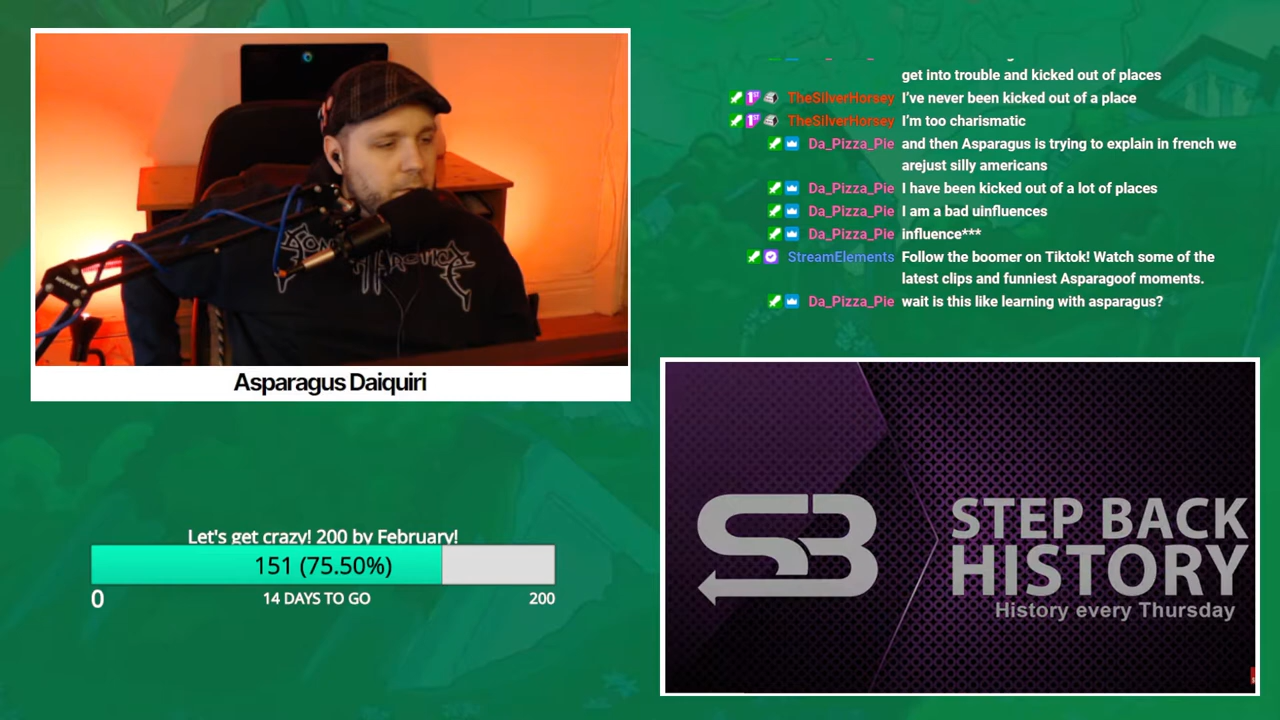 get into trouble and kicked out of places
TheSilverHorsey I've never been kicked out of a place
TheSilverHorsey I'm too charismatic
Da_Pizza_Pie and then Asparagus is trying to explain in french we
arejust silly americans
Da_Pizza_Pie I have been kicked out of a lot of places
Da_Pizza_Pie I am a bad uinfluences
Da_Pizza_Pie influence***
StreamElements Follow the boomer on Tiktok! Watch some of the
latest clips and funniest Asparagoof moments.
Da_Pizza_Pie wait is this like learning with asparagus?
Asparagus Daiquiri
Let's get crazy! 200 by February!
151 (75.50%)
0 14 DAYS TO GO 200
SB
STEP BACK
HISTORY
History every Thursday